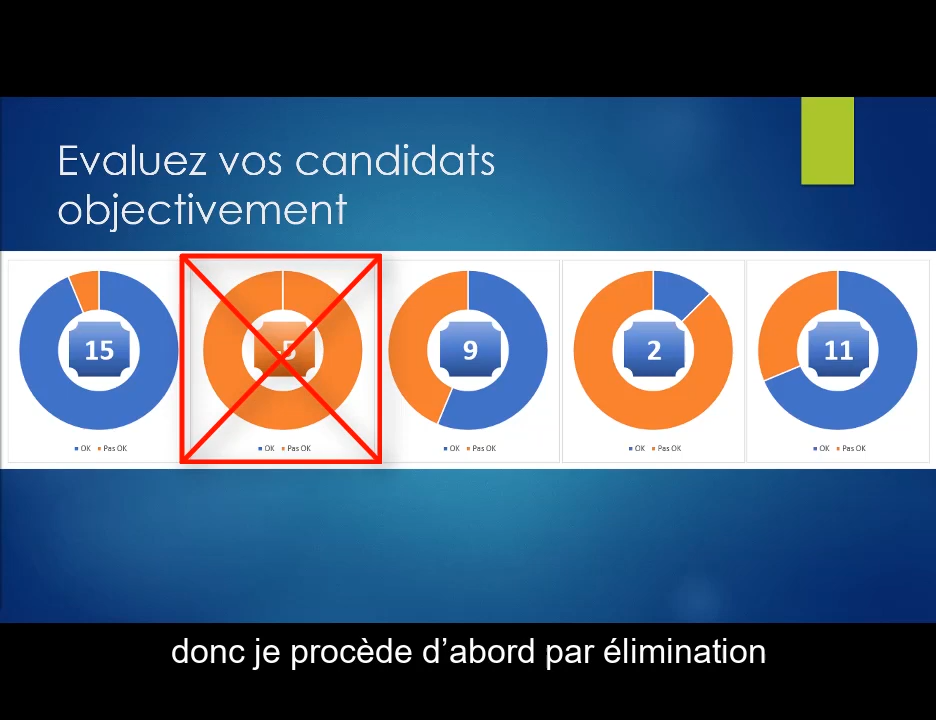 Evaluez vos candidats
objectivement
15
-5
9
2
11
OK Pas OK
OK Pas OK
OK Pas OK
OK Pas OK
OK Pas OK
donc je procède d’abord par élimination